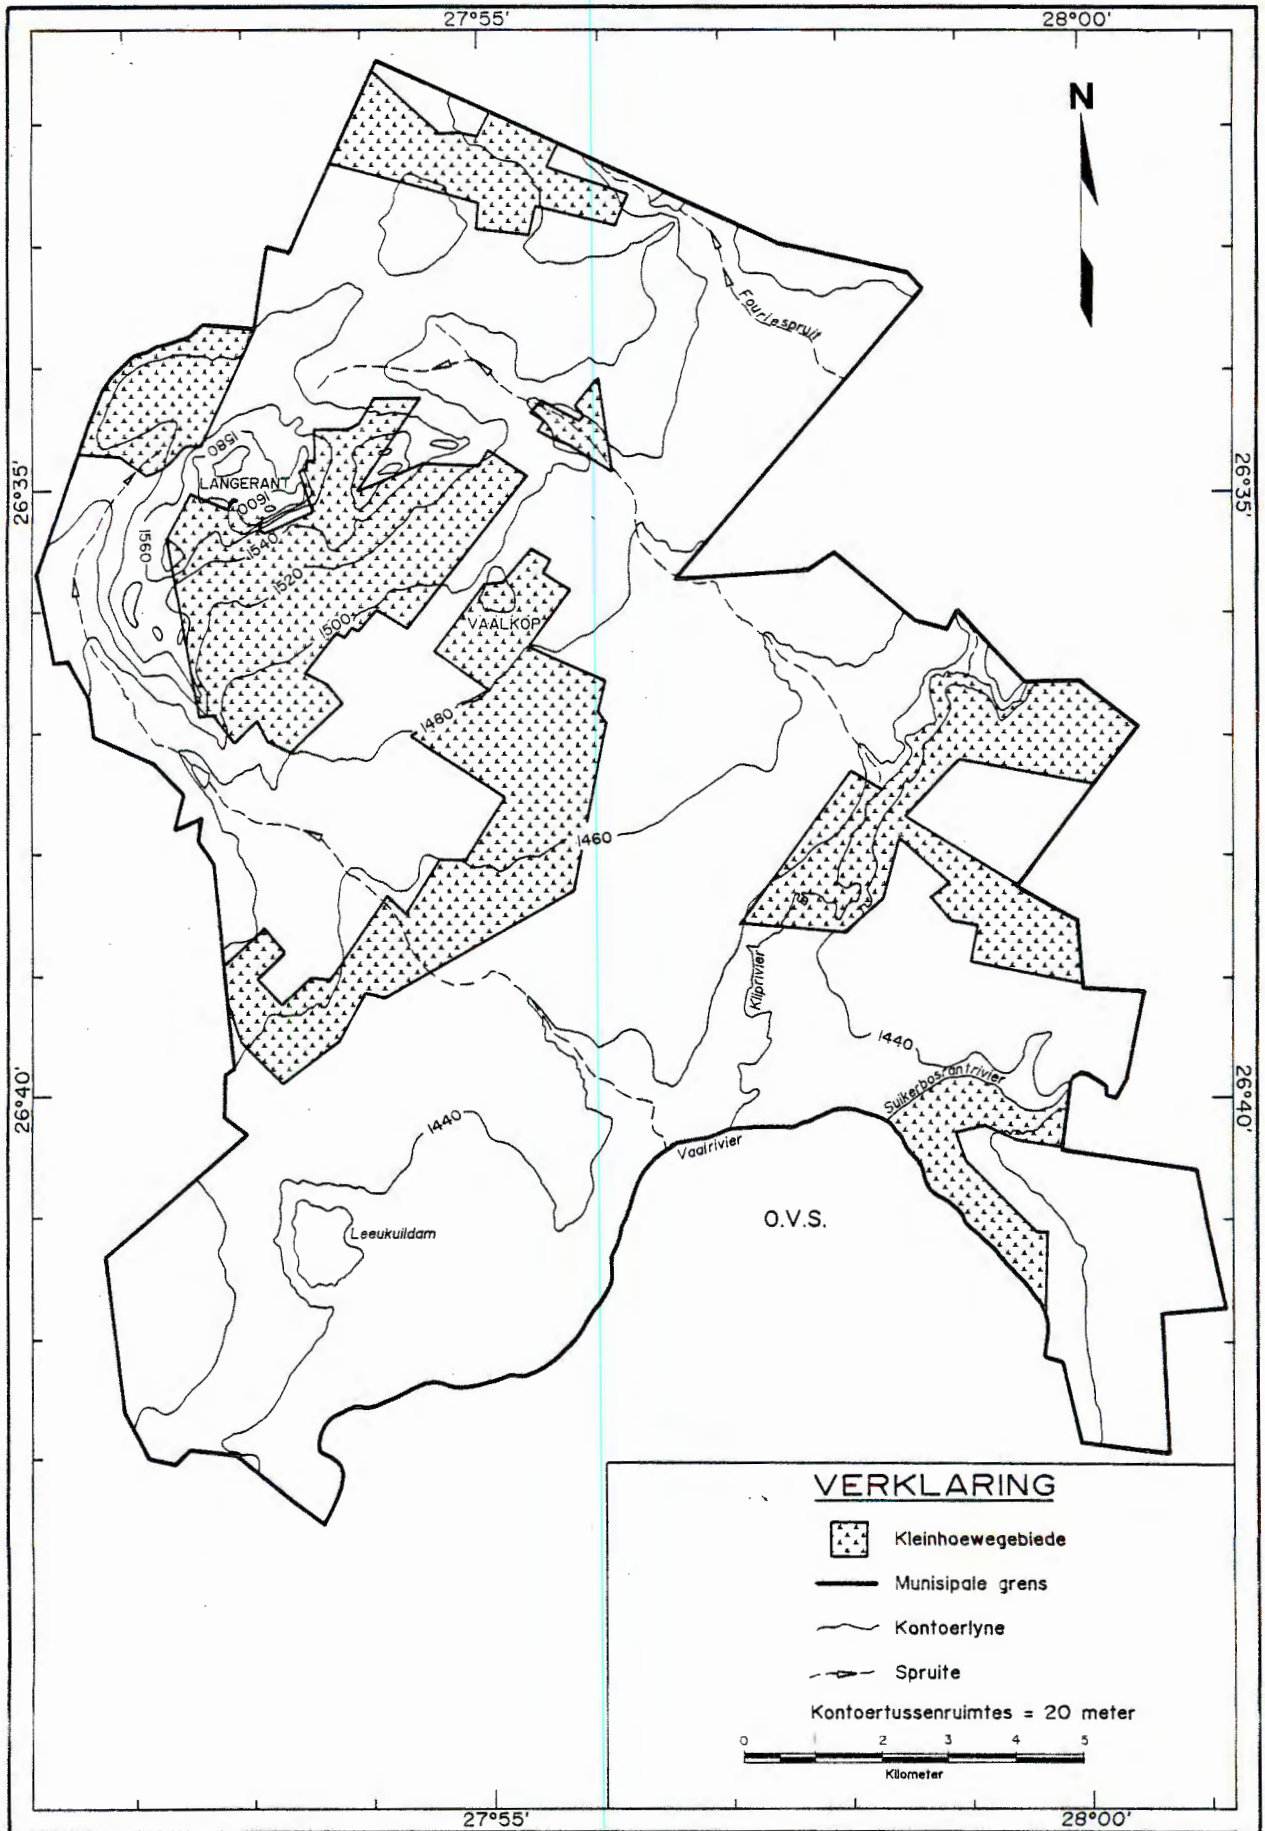 27°55'
28°00'
N
Fouriespruit
1580
LANGERANT
1600
26°35'
26°35'
1560
1540
1520
1500
VAALKOP
1480
1460
Kliprivier
1440
Suikerbosrantrivier
26°40'
26°40'
1440
Vaalrivier
O.V.S.
Leeukuildam
VERKLARING
Kleinhoewegebiede
Munisipale grens
Kontoerlyne
Spruite
Kontoertussenruimtes = 20 meter
0 1 2 3 4 5
Kilometer
27°55'
28°00'